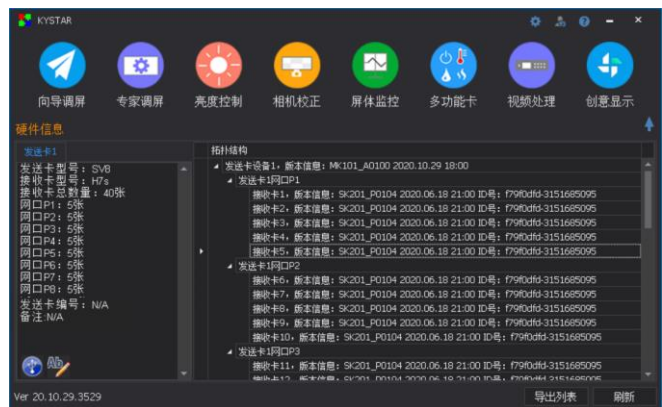 KYSTAR
向导调屏 专家调屏 亮度控制 相机校正 屏体监控 多功能卡 视频处理 创意显示
硬件信息
发送卡1
发送卡型号: SV8
接收卡型号: H7s
接收卡总数量: 40张
网口P1: 5张
网口P2: 5张
网口P3: 5张
网口P4: 5张
网口P5: 5张
网口P6: 5张
网口P7: 5张
网口P8: 5张
发送卡编号: N/A
备注:N/A
拓扑结构
发送卡设备1, 版本信息: MK101_A0100 2020.10.29 18:00
发送卡1网口P1
接收卡1, 版本信息: SK201_P0104 2020.06.18 21:00 ID号: f79f0dfd-3151685095
接收卡2, 版本信息: SK201_P0104 2020.06.18 21:00 ID号: f79f0dfd-3151685095
接收卡3, 版本信息: SK201_P0104 2020.06.18 21:00 ID号: f79f0dfd-3151685095
接收卡4, 版本信息: SK201_P0104 2020.06.18 21:00 ID号: f79f0dfd-3151685095
接收卡5, 版本信息: SK201_P0104 2020.06.18 21:00 ID号: f79f0dfd-3151685095
发送卡1网口P2
接收卡6, 版本信息: SK201_P0104 2020.06.18 21:00 ID号: f79f0dfd-3151685095
接收卡7, 版本信息: SK201_P0104 2020.06.18 21:00 ID号: f79f0dfd-3151685095
接收卡8, 版本信息: SK201_P0104 2020.06.18 21:00 ID号: f79f0dfd-3151685095
接收卡9, 版本信息: SK201_P0104 2020.06.18 21:00 ID号: f79f0dfd-3151685095
接收卡10, 版本信息: SK201_P0104 2020.06.18 21:00 ID号: f79f0dfd-3151685095
发送卡1网口P3
接收卡11, 版本信息: SK201_P0104 2020.06.18 21:00 ID号: f79f0dfd-3151685095
接收卡12, 版本信息: SK201_P0104 2020.06.18 21:00 ID号: f79f0dfd-3151685095
Ver 20.10.29.3529
导出列表 刷新